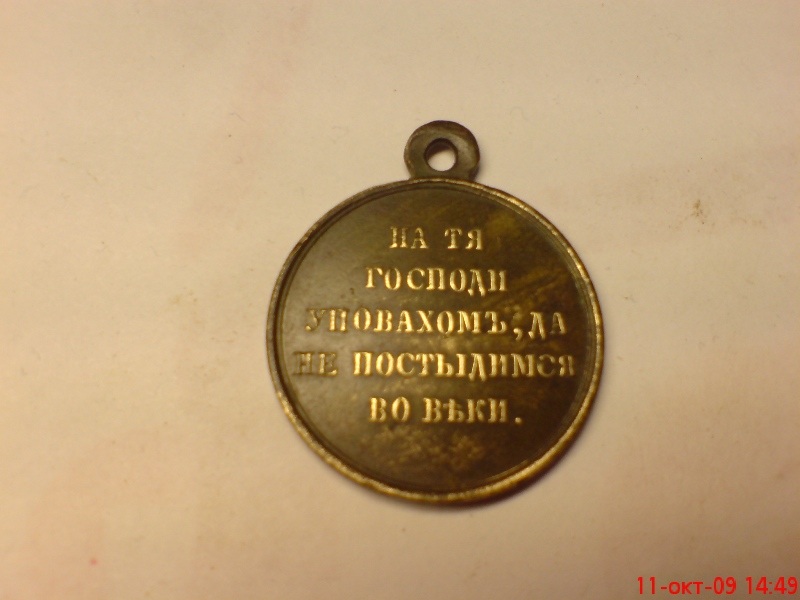 НА ТЯ
ГОСПОДИ
УПОВАХОМЪ, ДА
НЕ ПОСТЫДИМСЯ
ВО ВѢКИ.
11-окт-09 14:49